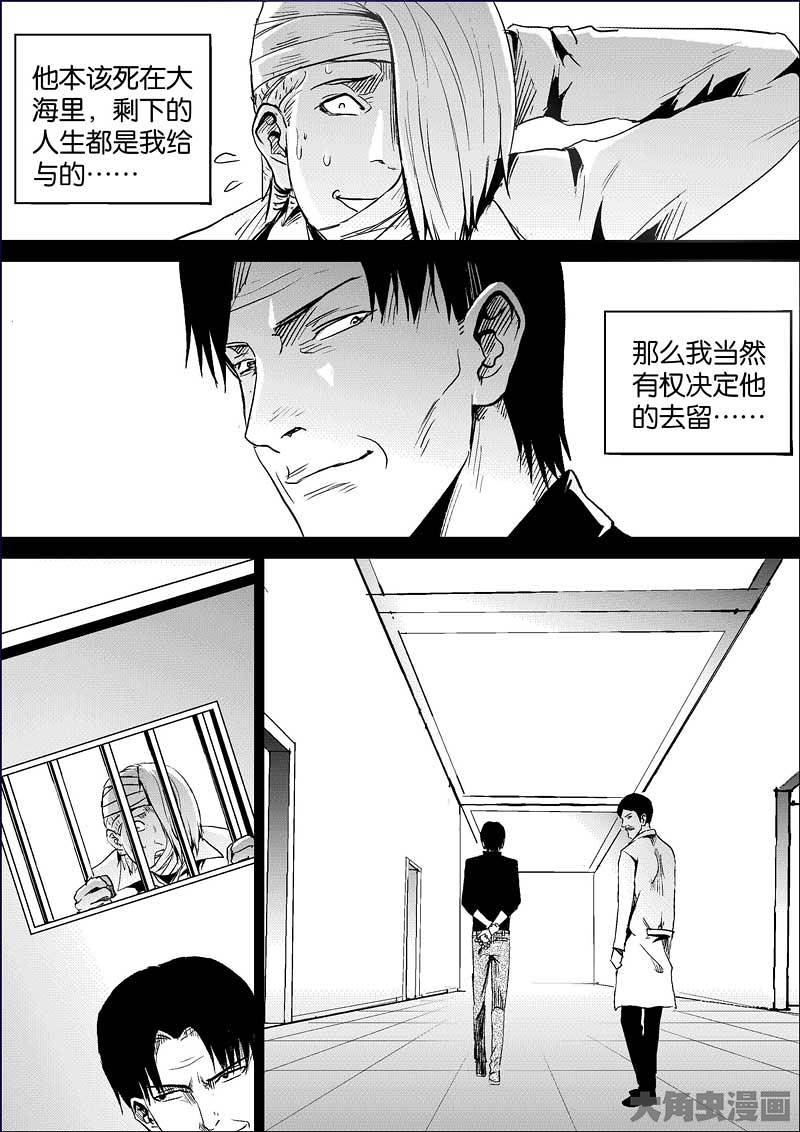 他本该死在大
海里，剩下的
人生都是我给
与的……
那么我当然
有权决定他
的去留……
大角虫漫画